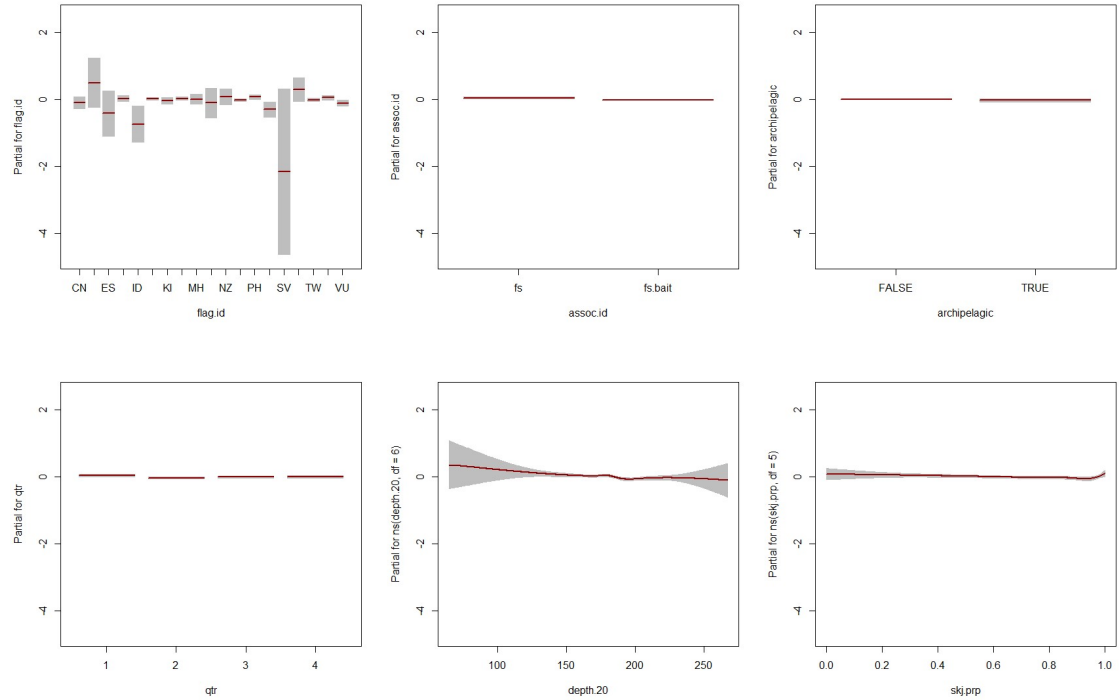 2
0
-2
-4
Partial for flag.id
CN ES ID KI MH NZ PH SV TW VU
flag.id
2
0
-2
-4
Partial for assoc.id
fs fs.bait
assoc.id
2
0
-2
-4
Partial for archipelagic
FALSE TRUE
archipelagic
2
0
-2
-4
Partial for qtr
1 2 3 4
qtr
2
0
-2
-4
Partial for ns(depth.20, df = 6)
100 150 200 250
depth.20
2
0
-2
-4
Partial for ns(skj.prp, df = 5)
0.0 0.2 0.4 0.6 0.8 1.0
skj.prp